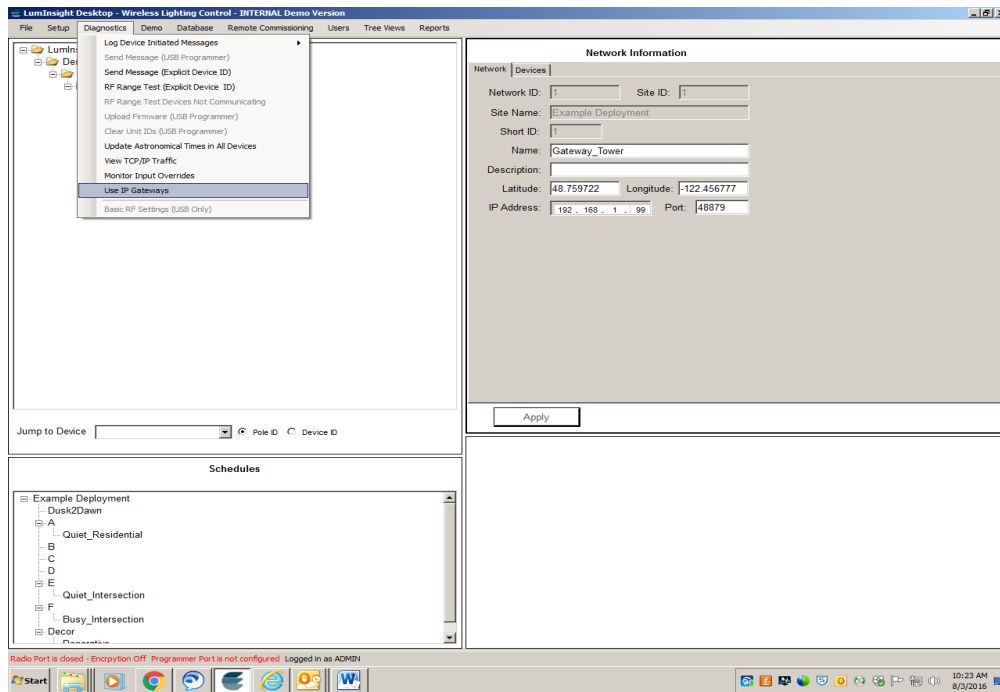 LumInsight Desktop - Wireless Lighting Control - INTERNAL Demo Version
File Setup Diagnostics Demo Database Remote Commissioning Users Tree Views Reports
LumIns
De
Log Device Initiated Messages
Send Message (USB Programmer)
Send Message (Explicit Device ID)
RF Range Test (Explicit Device ID)
RF Range Test Devices Not Communicating
Upload Firmware (USB Programmer)
Clear Unit IDs (USB Programmer)
Update Astronomical Times in All Devices
View TCP/IP Traffic
Monitor Input Overrides
Use IP Gateways
Basic RF Settings (USB Only)
Jump to Device Pole ID Device ID
Network Information
Network Devices
Network ID: 1 Site ID: 1
Site Name: Example Deployment
Short ID: 1
Name: Gateway_Tower
Description:
Latitude: 48.759722 Longitude: -122.456777
IP Address: 192 . 168 . 1 . 99 Port: 48879
Apply
Schedules
Example Deployment
Dusk2Dawn
A
Quiet_Residential
B
C
D
E
Quiet_Intersection
F
Busy_Intersection
Decor
Decorative
Radio Port is closed - Encrpytion Off Programmer Port is not configured Logged in as ADMIN
Start
10:23 AM
8/3/2016